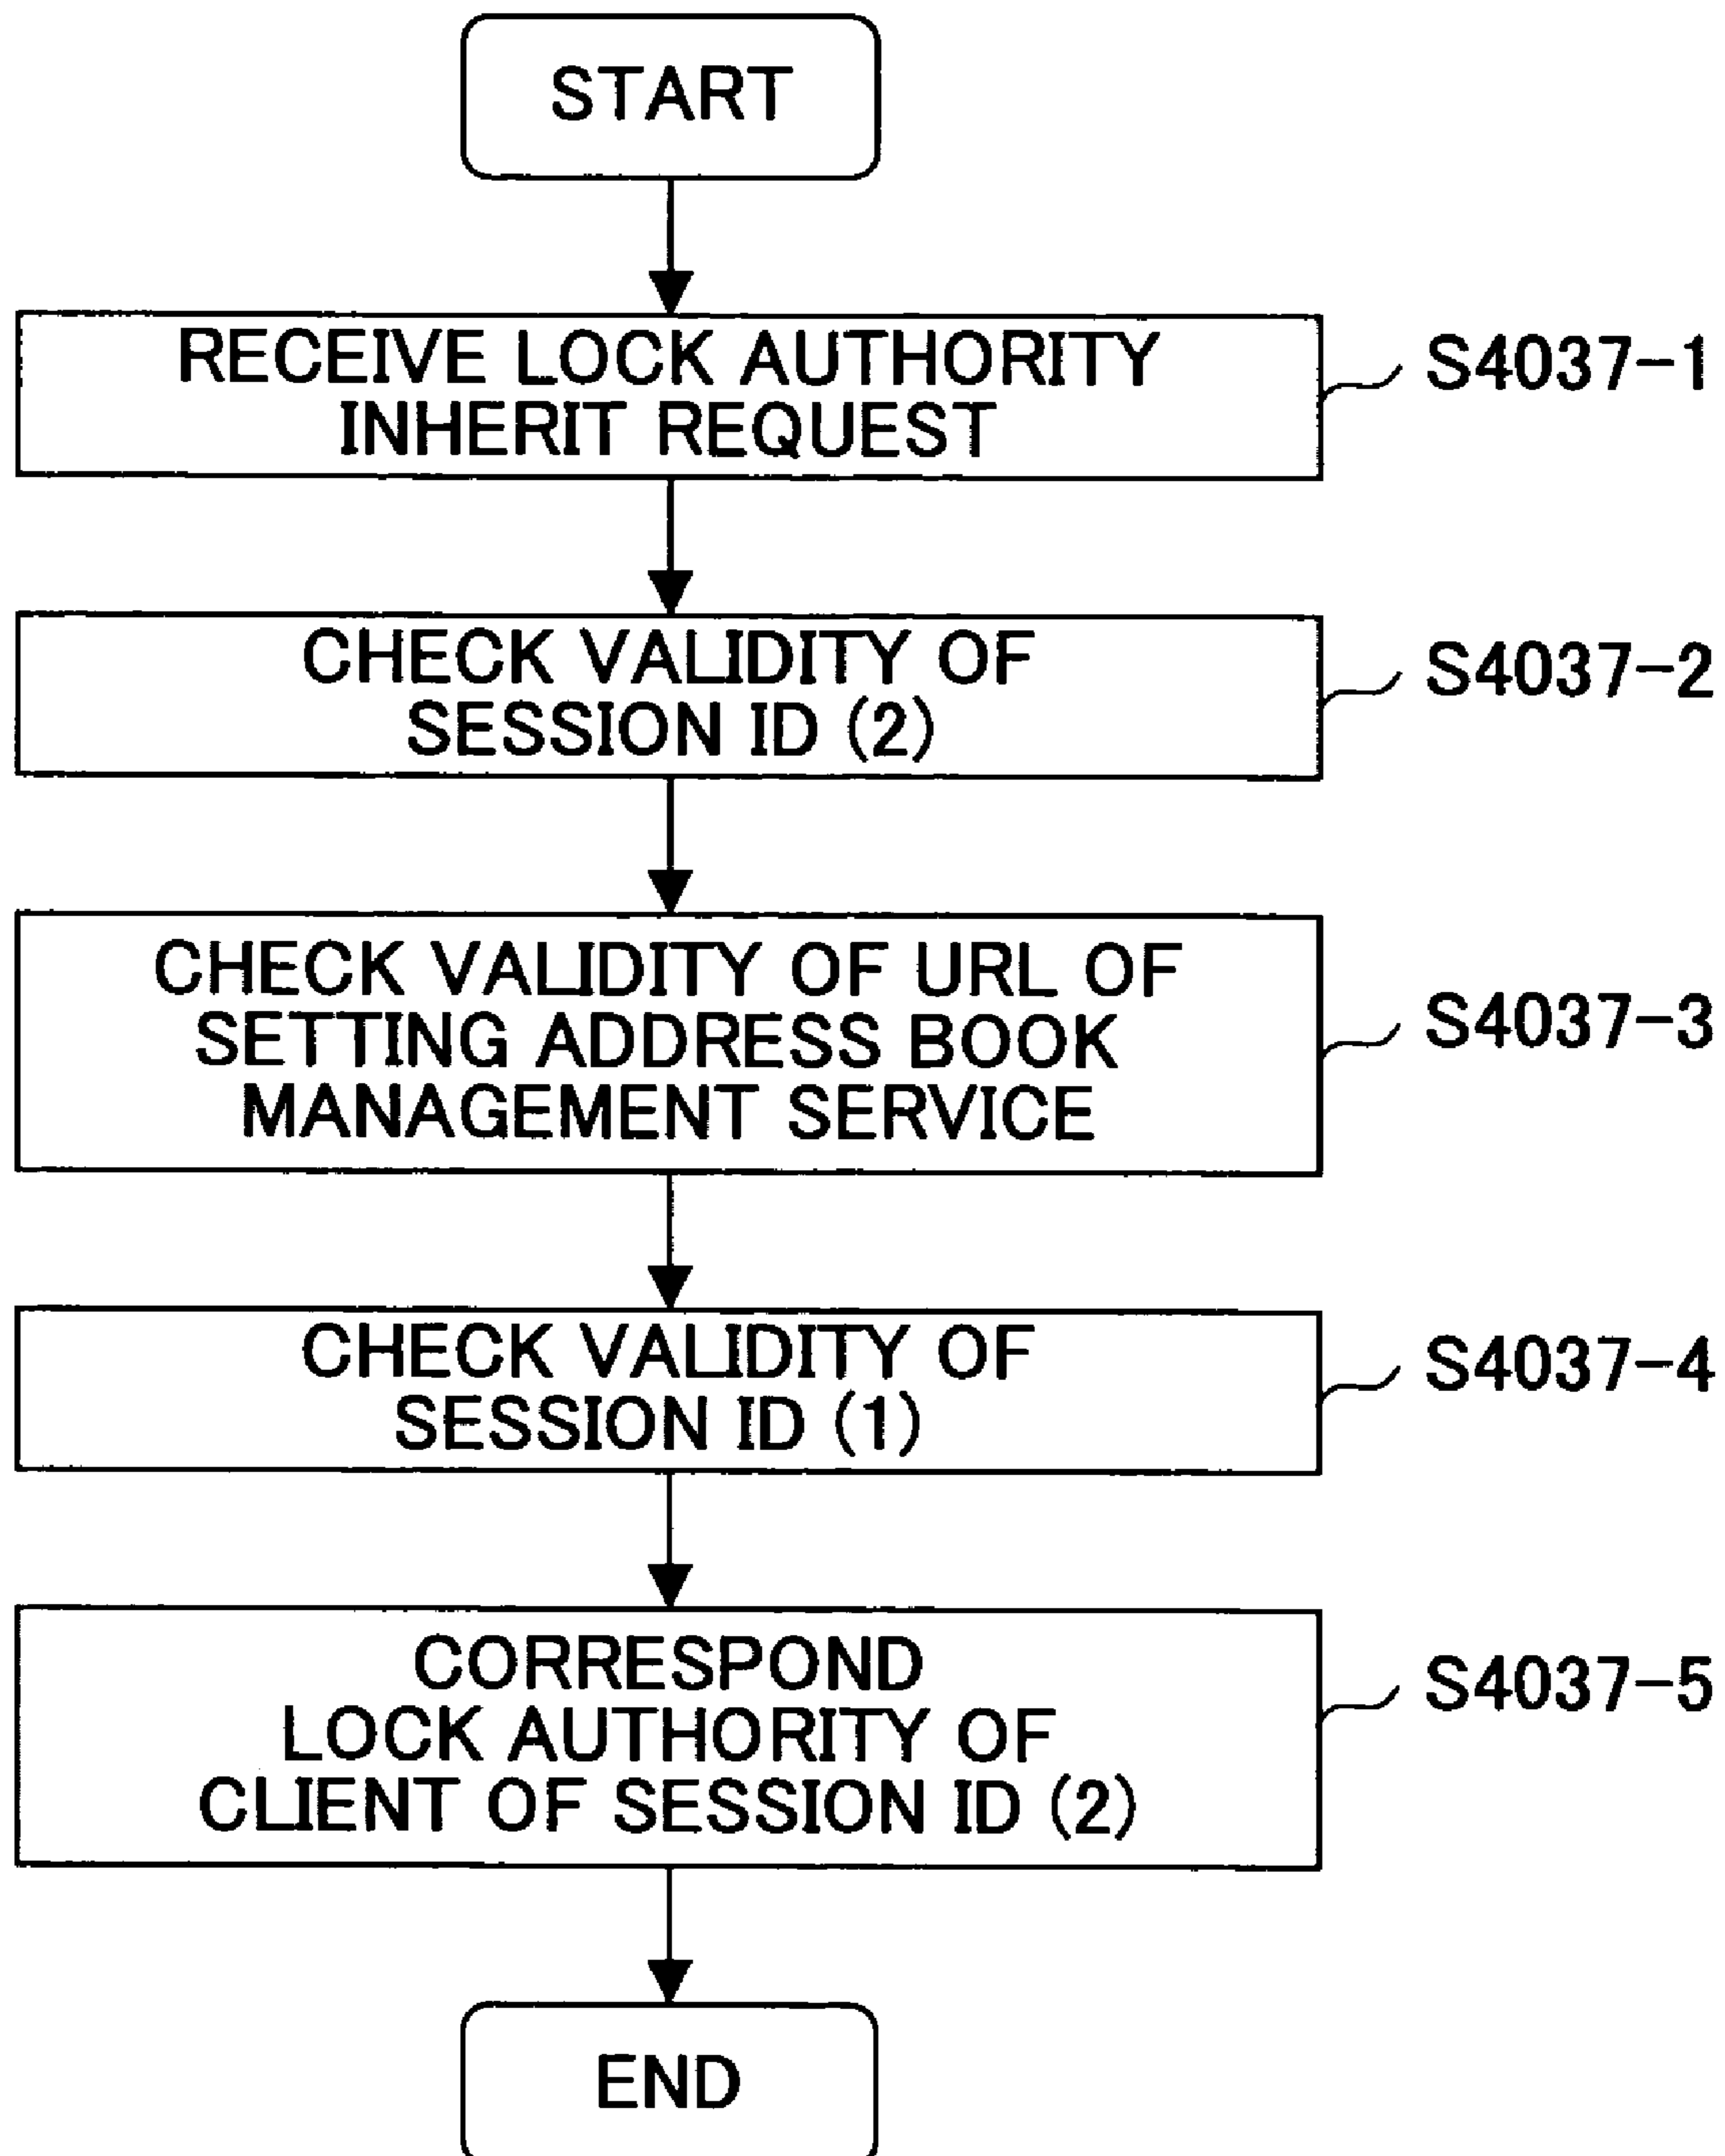 START
RECEIVE LOCK AUTHORITY
INHERIT REQUEST
S4037-1
CHECK VALIDITY OF
SESSION ID (2)
S4037-2
CHECK VALIDITY OF URL OF
SETTING ADDRESS BOOK
MANAGEMENT SERVICE
S4037-3
CHECK VALIDITY OF
SESSION ID (1)
S4037-4
CORRESPOND
LOCK AUTHORITY OF
CLIENT OF SESSION ID (2)
S4037-5
END